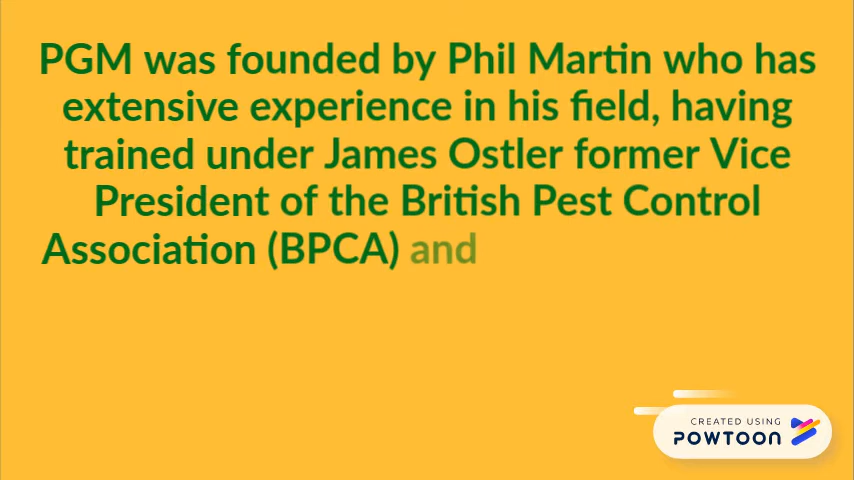 PGM was founded by Phil Martin who has
extensive experience in his field, having
trained under James Ostler former Vice
President of the British Pest Control
Association (BPCA) and
CREATED USING
POWTOON